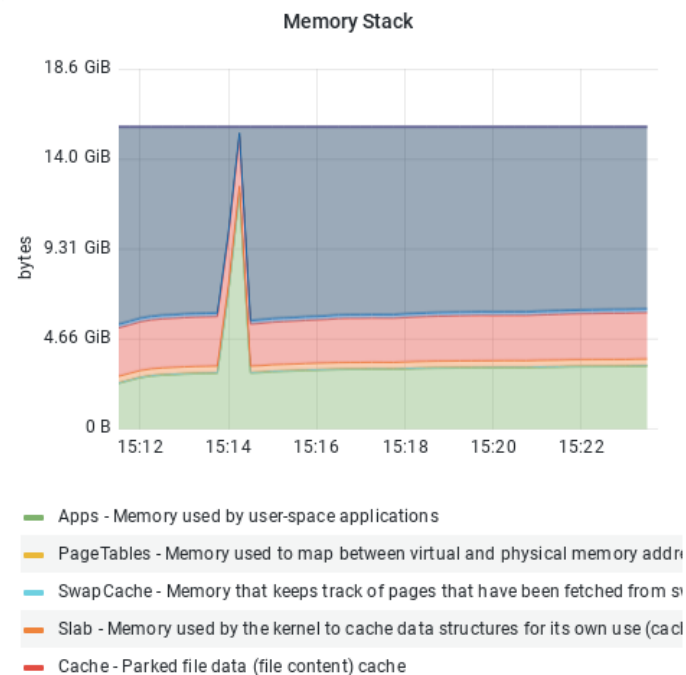 Memory Stack
18.6 GiB
14.0 GiB
9.31 GiB
4.66 GiB
0 B
bytes
15:12 15:14 15:16 15:18 15:20 15:22
Apps - Memory used by user-space applications
PageTables - Memory used to map between virtual and physical memory addre
SwapCache - Memory that keeps track of pages that have been fetched from sw
Slab - Memory used by the kernel to cache data structures for its own use (cac
Cache - Parked file data (file content) cache